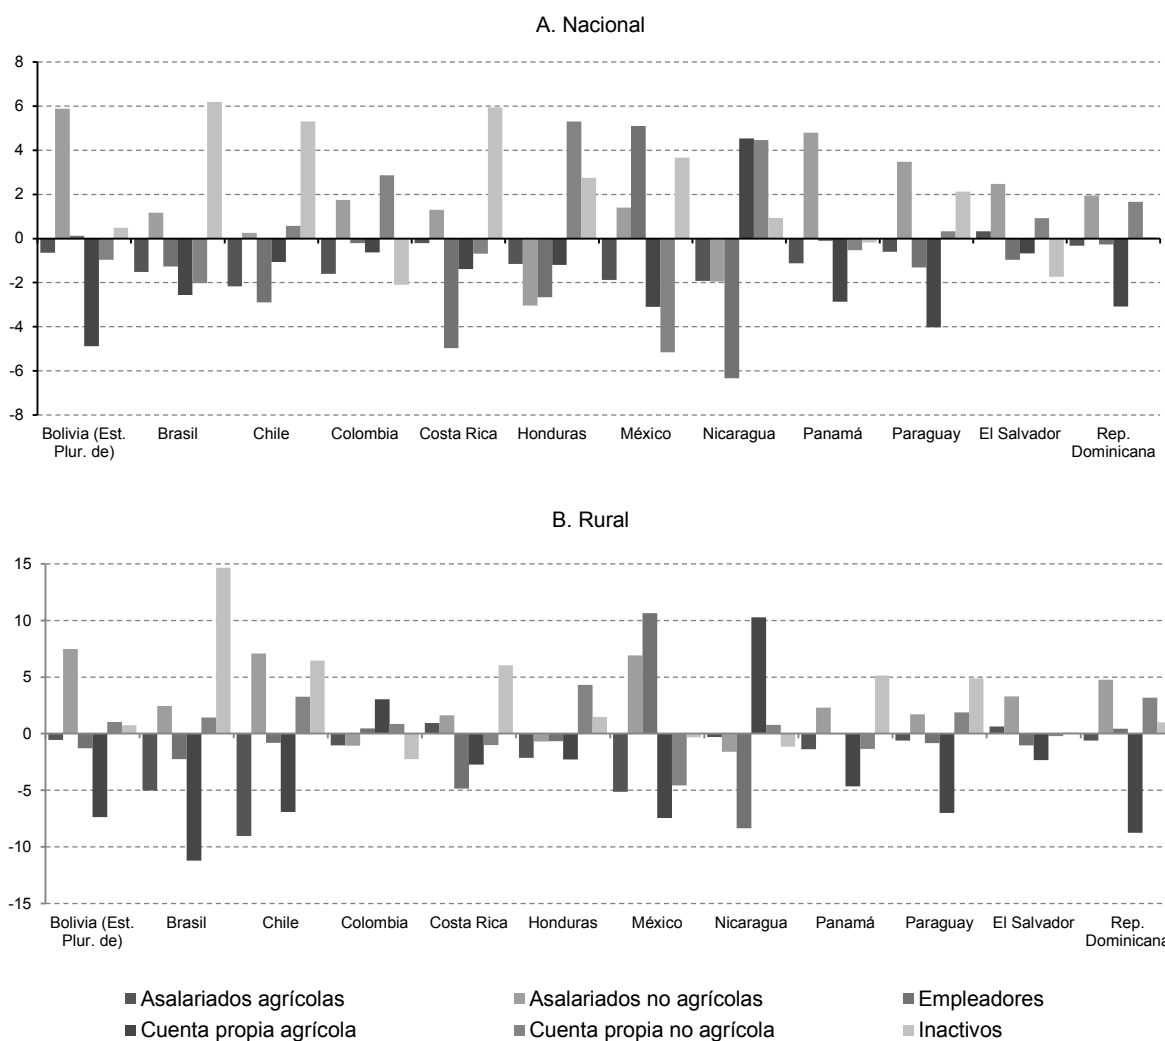 A. Nacional
8
6
4
2
0
-2
-4
-6
-8
Bolivia (Est. Plur. de)
Brasil
Chile
Colombia
Costa Rica
Honduras
México
Nicaragua
Panamá
Paraguay
El Salvador
Rep. Dominicana
B. Rural
15
10
5
0
-5
-10
-15
Bolivia (Est. Plur. de)
Brasil
Chile
Colombia
Costa Rica
Honduras
México
Nicaragua
Panamá
Paraguay
El Salvador
Rep. Dominicana
Asalariados agrícolas
Asalariados no agrícolas
Empleadores
Cuenta propia agrícola
Cuenta propia no agrícola
Inactivos